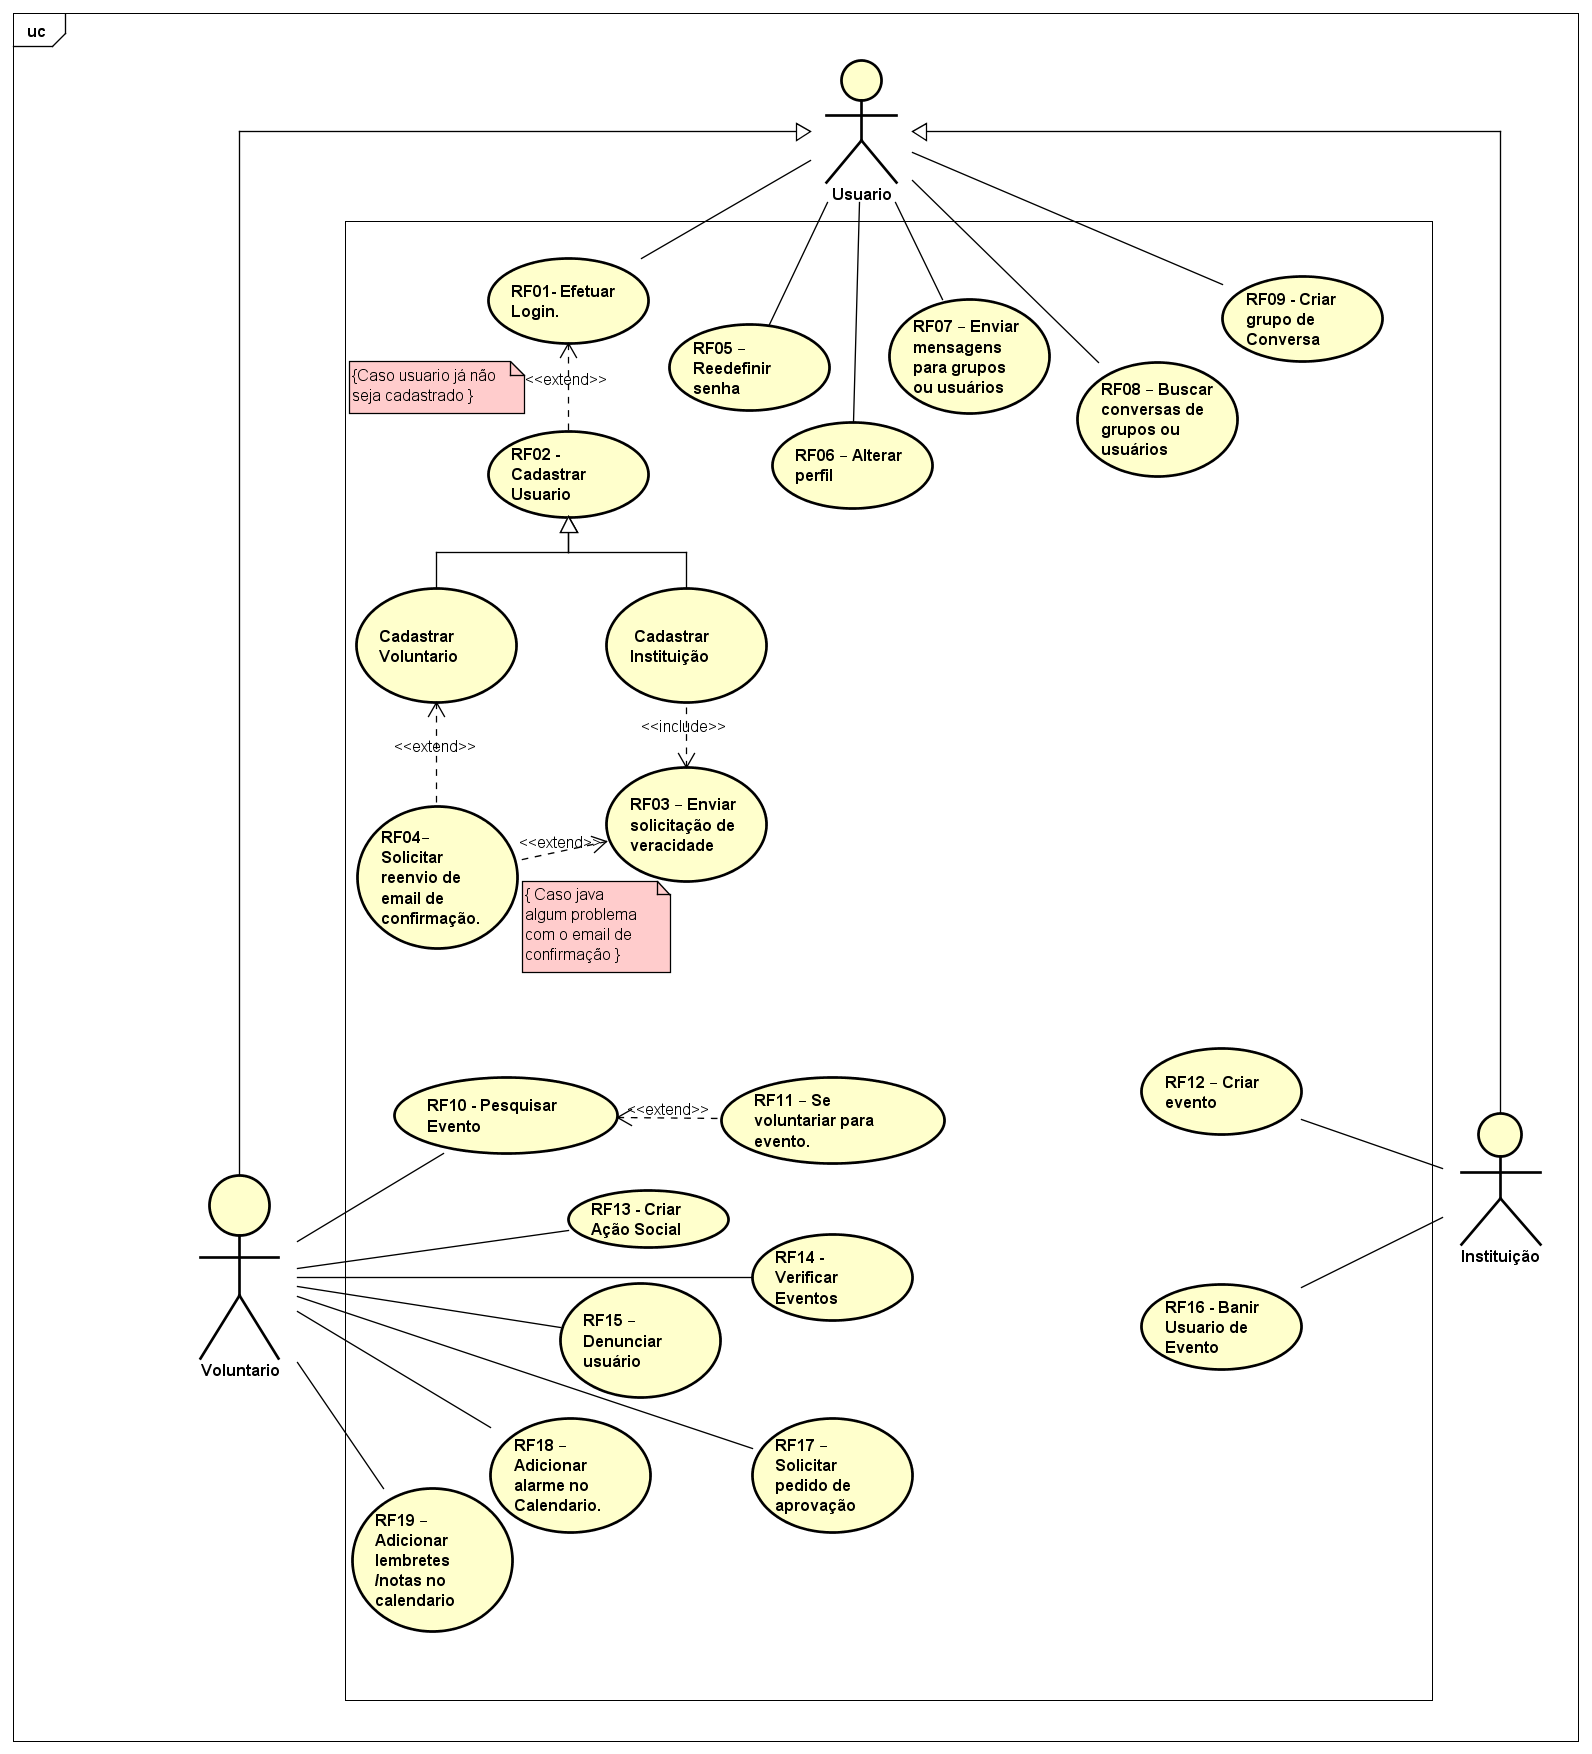 uc
Usuario
RF01- Efetuar
Login.
RF05 –
Reedefinir
senha
RF06 – Alterar
perfil
RF07 – Enviar
mensagens
para grupos
ou usuários
RF08 – Buscar
conversas de
grupos ou
usuários
RF09 - Criar
grupo de
Conversa
{Caso usuario já não
seja cadastrado }
<<extend>>
RF02 -
Cadastrar
Usuario
Cadastrar
Voluntario
Cadastrar
Instituição
<<extend>>
<<include>>
RF04–
Solicitar
reenvio de
email de
confirmação.
<<extend>>
RF03 – Enviar
solicitação de
veracidade
{ Caso java
algum problema
com o email de
confirmação }
RF10 - Pesquisar
Evento
<<extend>>
RF11 – Se
voluntariar para
evento.
RF12 – Criar
evento
RF13 - Criar
Ação Social
RF14 -
Verificar
Eventos
Instituição
RF15 –
Denunciar
usuário
RF16 - Banir
Usuario de
Evento
Voluntario
RF18 –
Adicionar
alarme no
Calendario.
RF17 –
Solicitar
pedido de
aprovação
RF19 –
Adicionar
lembretes
/notas no
calendario